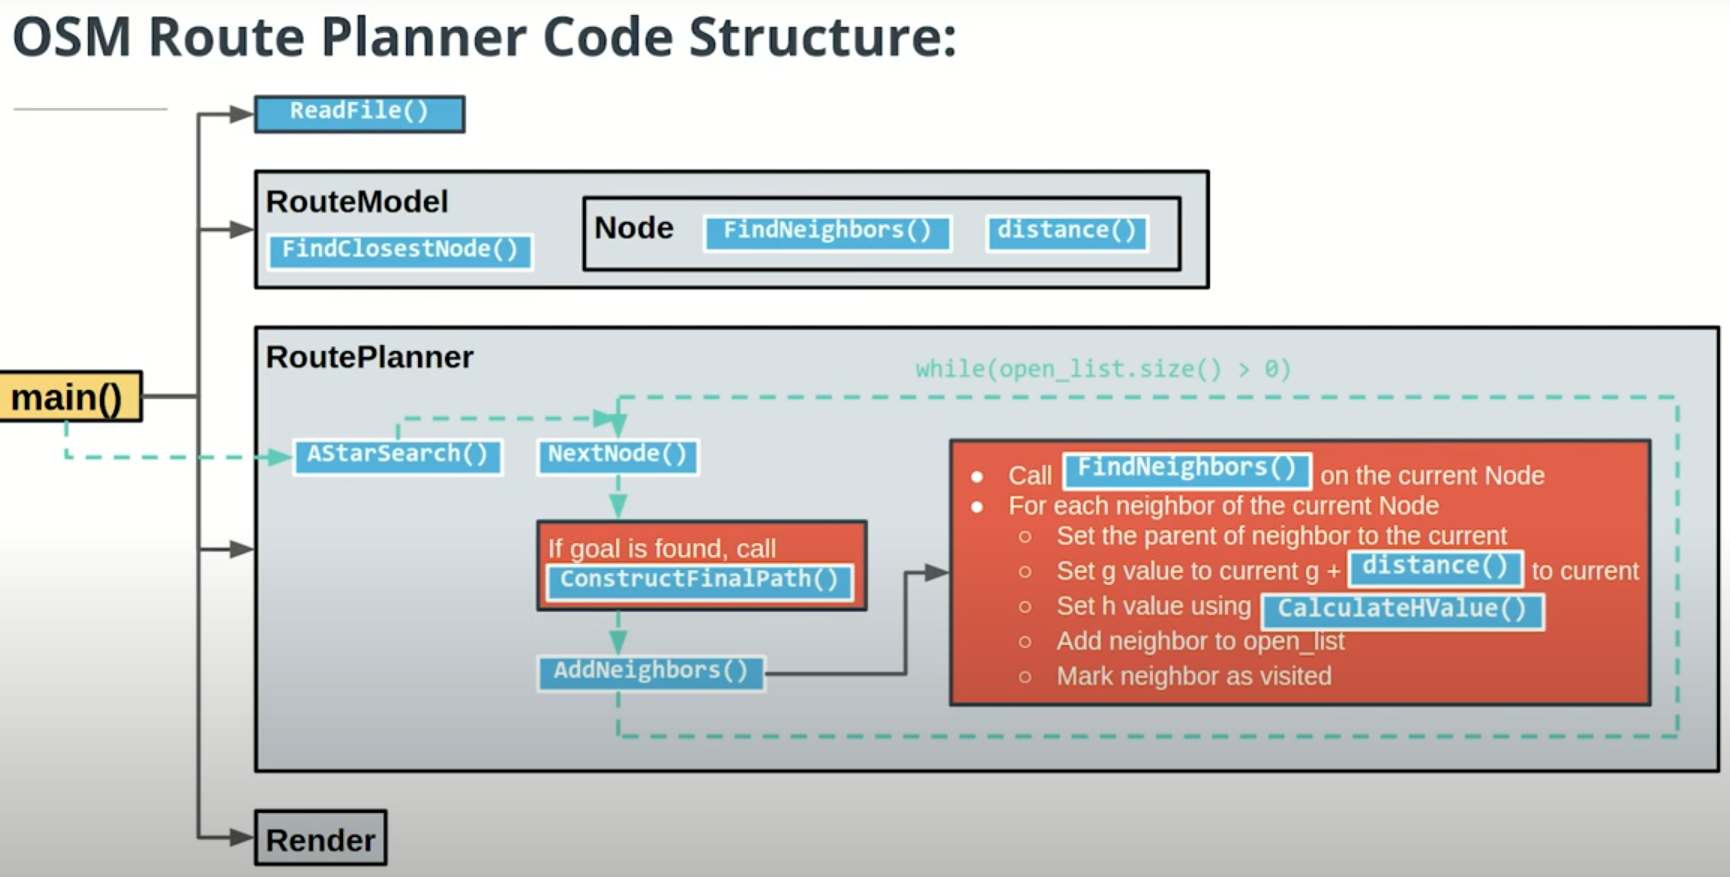 OSM Route Planner Code Structure:
ReadFile()
RouteModel
FindClosestNode()
Node
FindNeighbors()
distance()
main()
RoutePlanner
while(open_list.size() > 0)
AStarSearch()
NextNode()
If goal is found, call
ConstructFinalPath()
AddNeighbors()
● Call FindNeighbors() on the current Node
● For each neighbor of the current Node
○ Set the parent of neighbor to the current
○ Set g value to current g + distance() to current
○ Set h value using CalculateHValue()
○ Add neighbor to open_list
○ Mark neighbor as visited
Render